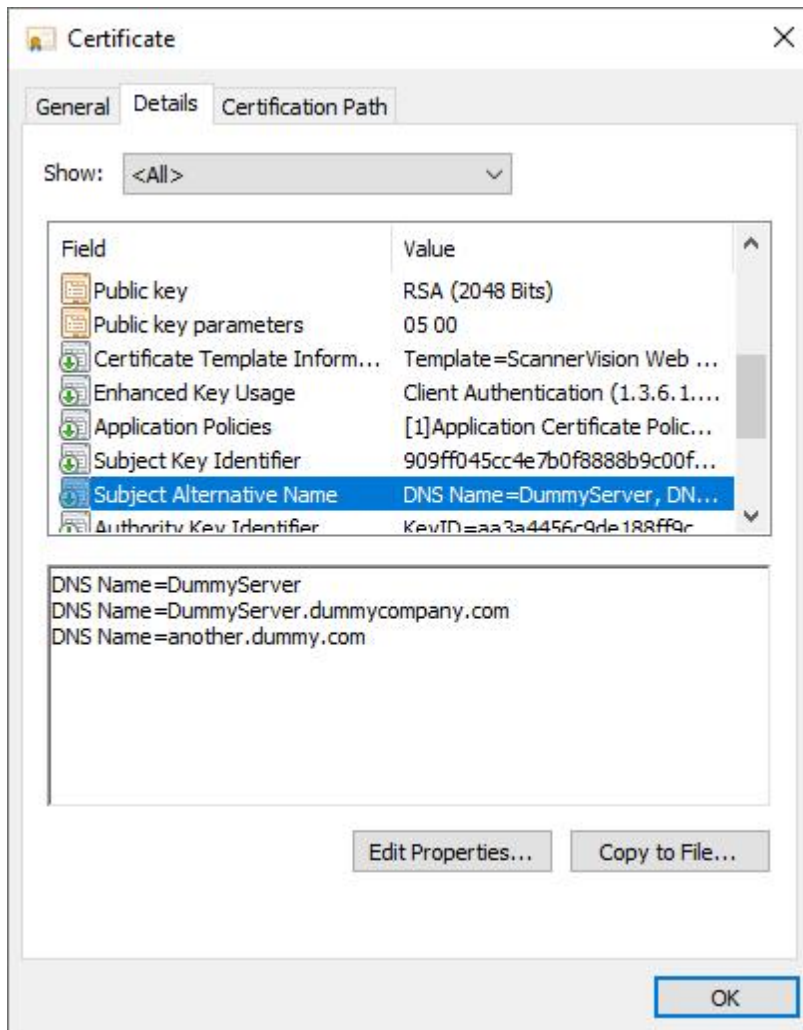 Certificate
General Details Certification Path
Show: <All>
Field Value
Public key RSA (2048 Bits)
Public key parameters 05 00
Certificate Template Inform... Template=ScannerVision Web ...
Enhanced Key Usage Client Authentication (1.3.6.1....
Application Policies [1]Application Certificate Polic...
Subject Key Identifier 909ff045cc4e7b0f8888b9c00f...
Subject Alternative Name DNS Name=DummyServer, DN...
Authority Key Identifier KeyID=aa3a4456c9de188ff9c
DNS Name=DummyServer
DNS Name=DummyServer.dummycompany.com
DNS Name=another.dummy.com
Edit Properties... Copy to File...
OK